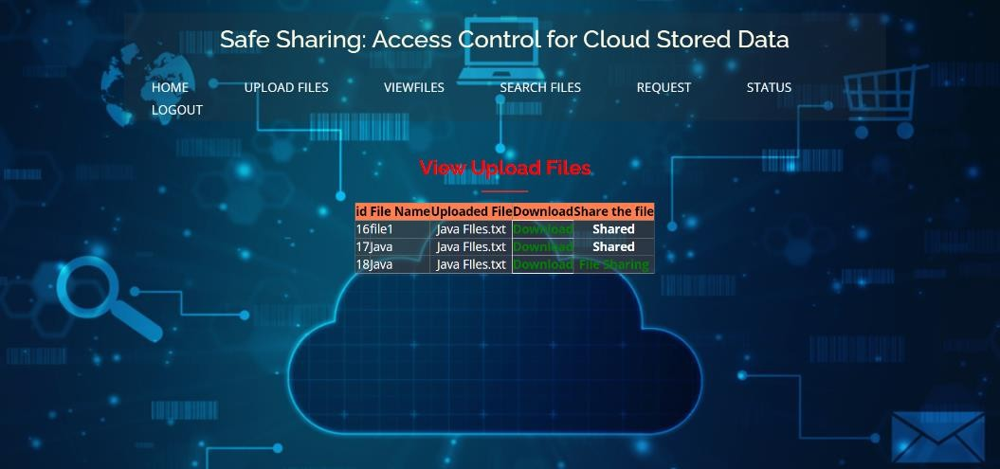 Safe Sharing: Access Control for Cloud Stored Data
HOME UPLOAD FILES VIEWFILES SEARCH FILES REQUEST STATUS
LOGOUT
View Upload Files
id File Name Uploaded File Download Share the file
16 file1 Java FIles.txt Download Shared
17 Java Java FIles.txt Download Shared
18 Java Java FIles.txt Download File Sharing